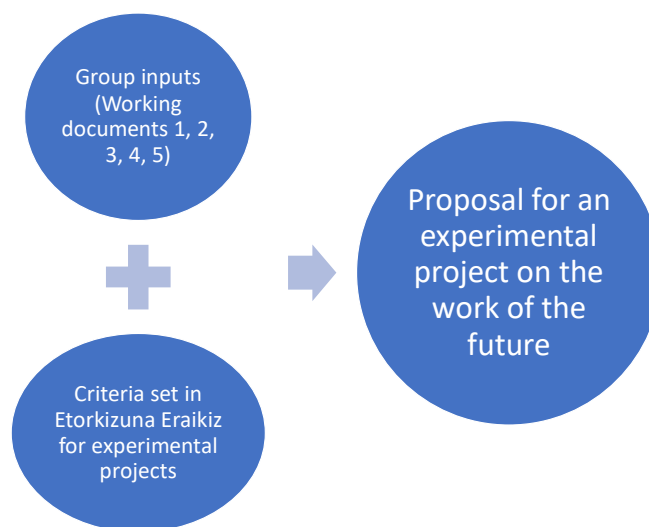 Group inputs
(Working
documents 1, 2,
3, 4, 5)
Criteria set in
Etorkizuna Eraikiz
for experimental
projects
Proposal for an
experimental
project on the
work of the
future